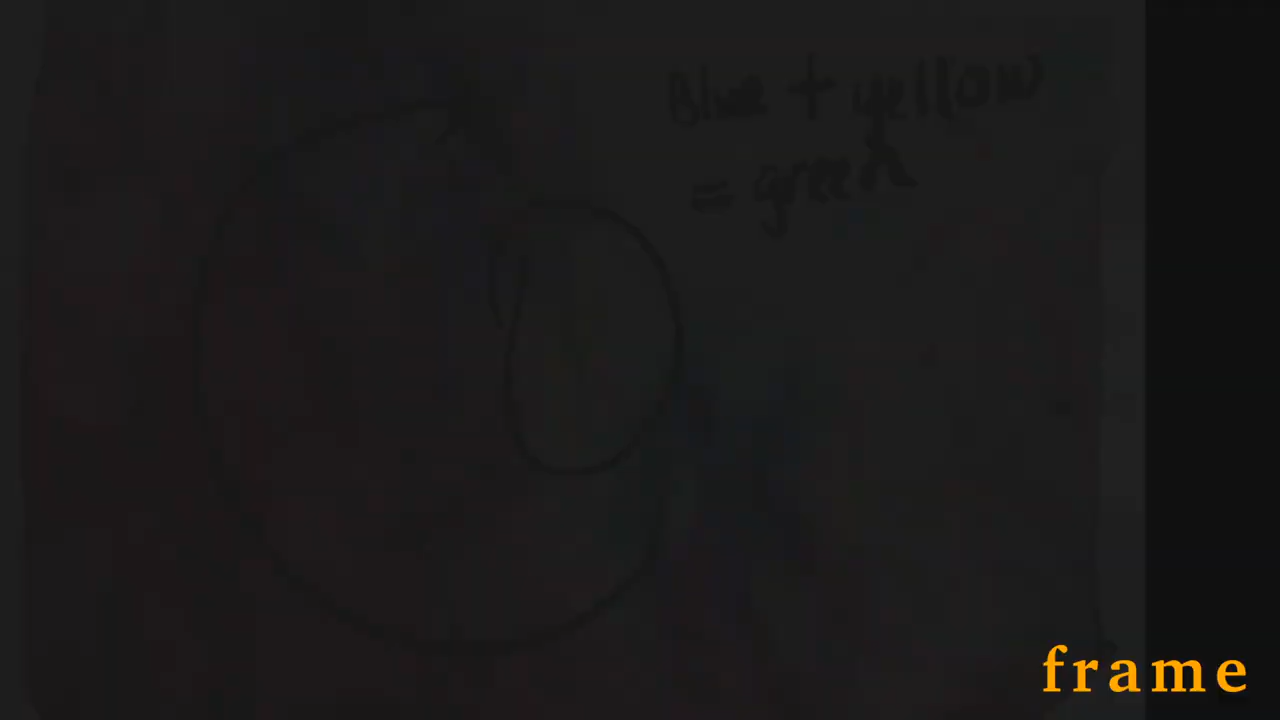 Blue + yellow
= green
frame